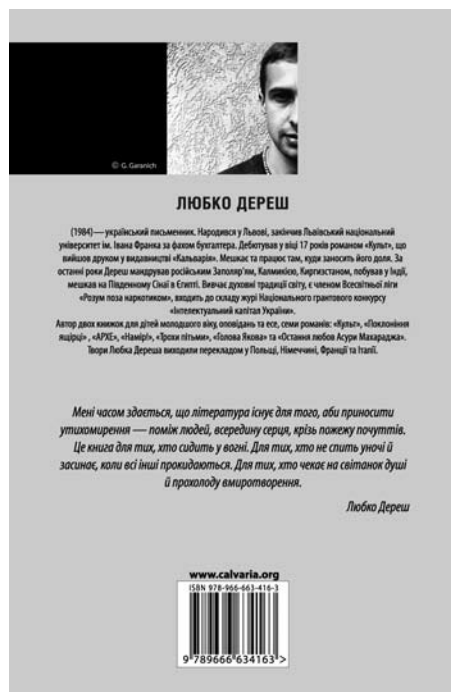 © G. Garanich
ЛЮБКО ДЕРЕШ
(1984)— український письменник. Народився у Львові, закінчив Львівський національний
університет ім. Івана Франка за фахом бухгалтера. Дебютував у віці 17 років романом «Культ», що
вийшов друком у видавництві «Кальварія». Мешкає та працює там, куди заносить його доля. За
останні роки Дереш мандрував російським Заполяр'ям, Калмикією, Киргизстаном, побував у Індії,
мешкав на Південному Сінаї в Єгипті. Вивчає духовні традиції світу, є членом Всесвітньої ліги
«Розум поза наркотиком», входить до складу журі Національного грантового конкурсу
«Інтелектуальний капітал України».
Автор двох книжок для дітей молодшого віку, оповідань та есе, семи романів: «Культ», «Поклоніння
ящірці» , «АРХЕ», «Намір!», «Трохи пітьми», «Голова Якова» та «Остання любов Асури Махараджа».
Твори Любка Дереша виходили перекладом у Польщі, Німеччині, Франції та Італії.
Мені часом здається, що література існує для того, аби приносити
утихомирення — поміж людей, всередину серця, крізь пожежу почуттів.
Це книга для тих, хто сидить у вогні. Для тих, хто не спить уночі й
засинає, коли всі інші прокидаються. Для тих, хто чекає на світанок душі
й прохолоду вмиротворення.
Любко Дереш
www.calvaria.org
ISBN 978-966-663-416-3
9 789666 634163 >